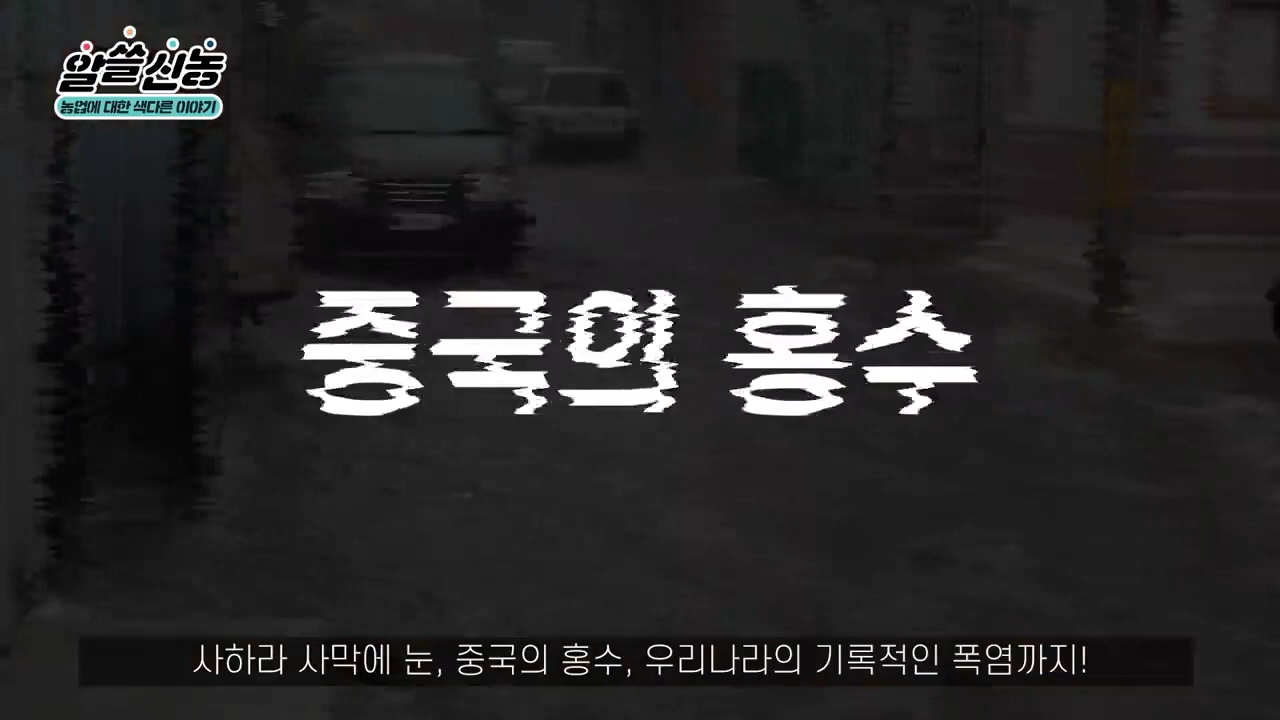 알쓸신농
농업에 대한 색다른 이야기
중국의 홍수
사하라 사막에 눈, 중국의 홍수, 우리나라의 기록적인 폭염까지!